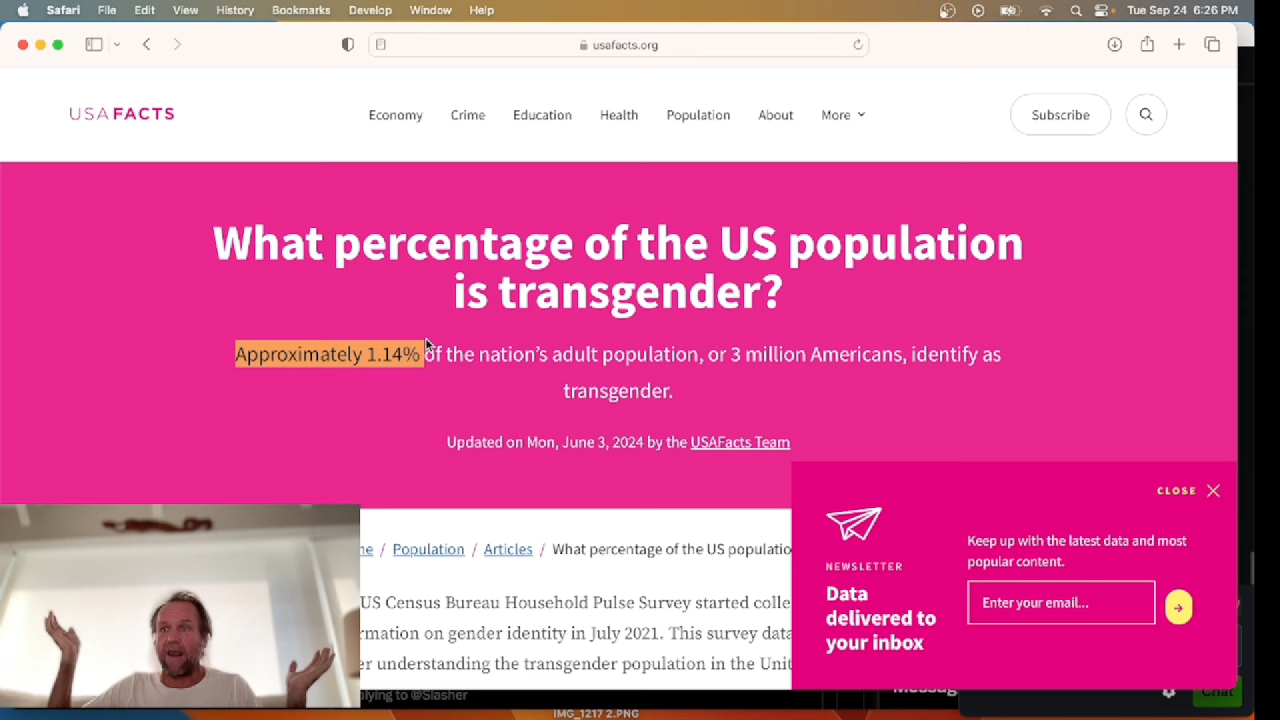 Safari File Edit View History Bookmarks Develop Window Help Tue Sep 24 6:26 PM
usafacts.org
USAFACTS Economy Crime Education Health Population About More Subscribe
What percentage of the US population
is transgender?
Approximately 1.14% of the nation's adult population, or 3 million Americans, identify as
transgender.
Updated on Mon, June 3, 2024 by the USAFacts Team
CLOSE
Population / Articles / What percentage of the US populatio
US Census Bureau Household Pulse Survey started colle
rmation on gender identity in July 2021. This survey data
er understanding the transgender population in the Unit
NEWSLETTER
Data
delivered to
your inbox
Keep up with the latest data and most
popular content.
Enter your email...
plying to @Slasher
Chat
IMG_1217 2.PNG